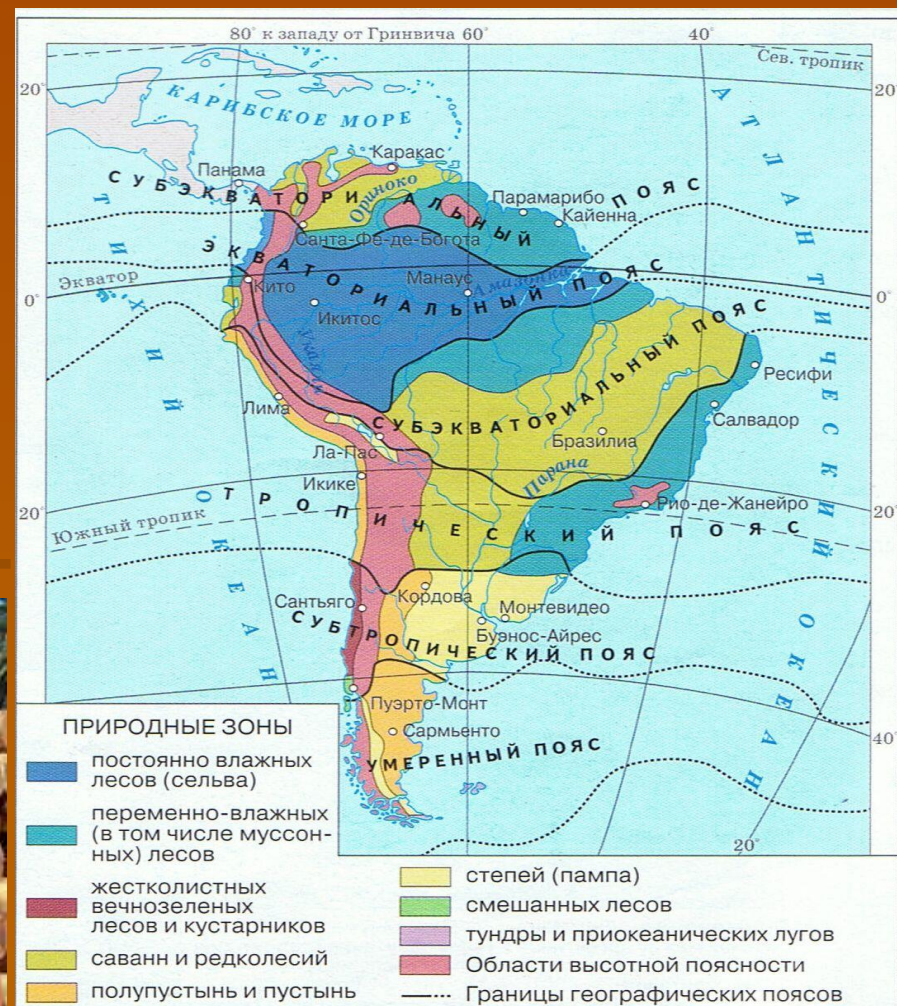 80° к западу от Гринвича 60° 40°
Сев. тропик
20° 20°
КАРИБСКОЕ МОРЕ
АТЛАНТИЧЕСКИЙ ОКЕАН
ТИХИЙ ОКЕАН
Панама
Каракас
СУБЭКВАТОРИАЛЬНЫЙ ПОЯС
Ориноко
Парамарибо
Кайенна
Санта-Фе-де-Богота
ЭКВАТОРИАЛЬНЫЙ ПОЯС
Экватор
0° 0°
Кито
Манаус
Амазонка
Икитос
Укаяли
СУБЭКВАТОРИАЛЬНЫЙ ПОЯС
Ресифи
Лима
Салвадор
Бразилиа
Ла-Пас
Парана
Икике
Рио-де-Жанейро
20° 20°
Южный тропик
ТРОПИЧЕСКИЙ ПОЯС
Кордова
Сантьяго
Монтевидео
Буэнос-Айрес
СУБТРОПИЧЕСКИЙ ПОЯС
Пуэрто-Монт
Сармьенто
40°
УМЕРЕННЫЙ ПОЯС
20°
ПРИРОДНЫЕ ЗОНЫ
постоянно влажных
лесов (сельва)
переменно-влажных
(в том числе муссон-
ных) лесов
жестколистных
вечнозеленых
лесов и кустарников
саванн и редколесий
полупустынь и пустынь
степей (пампа)
смешанных лесов
тундры и приокеанических лугов
Области высотной поясности
Границы географических поясов